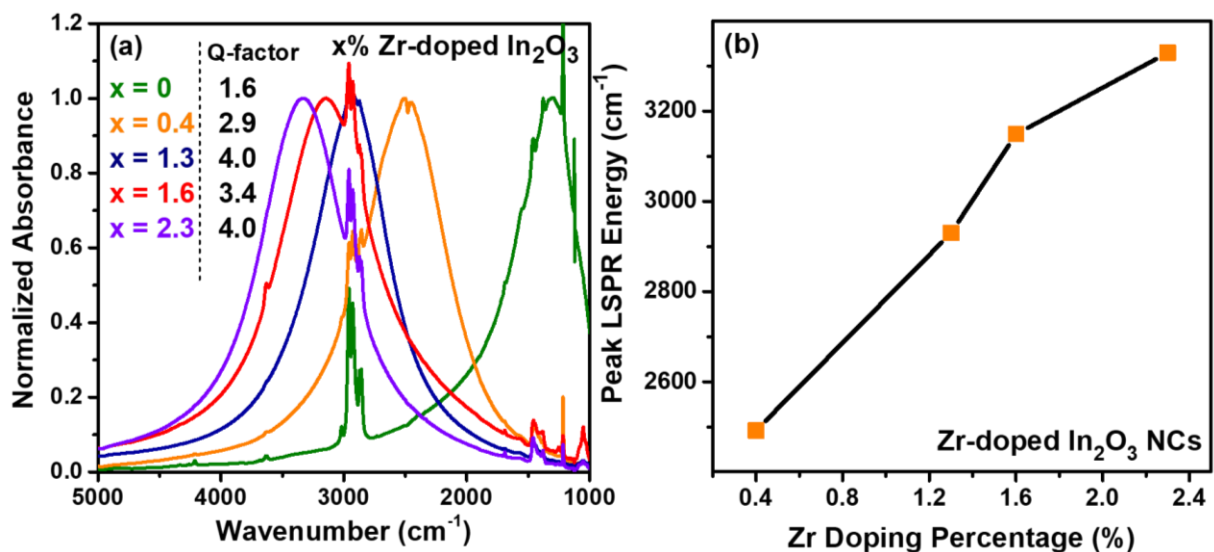 (a)
Q-factor
x% Zr-doped In₂O₃
x = 0 1.6
x = 0.4 2.9
x = 1.3 4.0
x = 1.6 3.4
x = 2.3 4.0
1.2
1.0
0.8
0.6
0.4
0.2
0.0
Normalized Absorbance
5000 4000 3000 2000 1000
Wavenumber (cm⁻¹)
(b)
3200
3000
2800
2600
Peak LSPR Energy (cm⁻¹)
Zr-doped In₂O₃ NCs
0.4 0.8 1.2 1.6 2.0 2.4
Zr Doping Percentage (%)